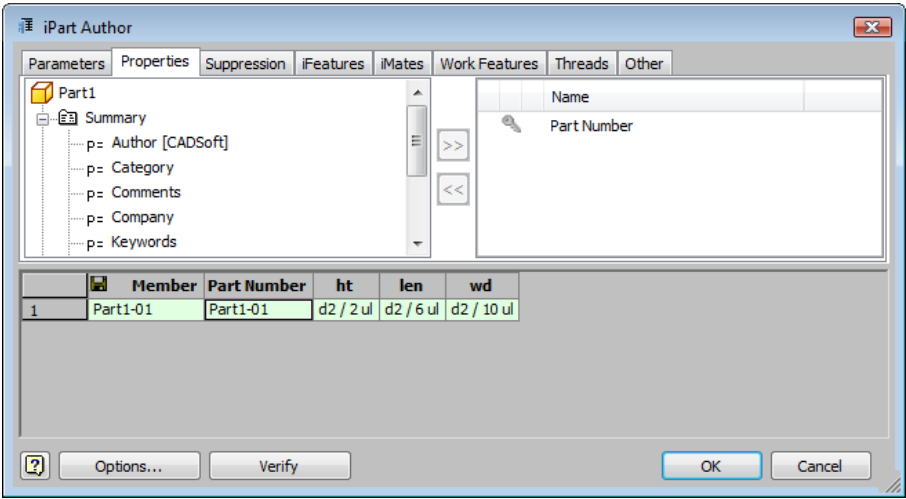 iPart Author
Parameters Properties Suppression iFeatures iMates Work Features Threads Other
Part1
Summary
p= Author [CADSoft]
p= Category
p= Comments
p= Company
p= Keywords
>>
<<
Name
Part Number
Member Part Number ht len wd
1 Part1-01 Part1-01 d2 / 2 ul d2 / 6 ul d2 / 10 ul
? Options... Verify OK Cancel